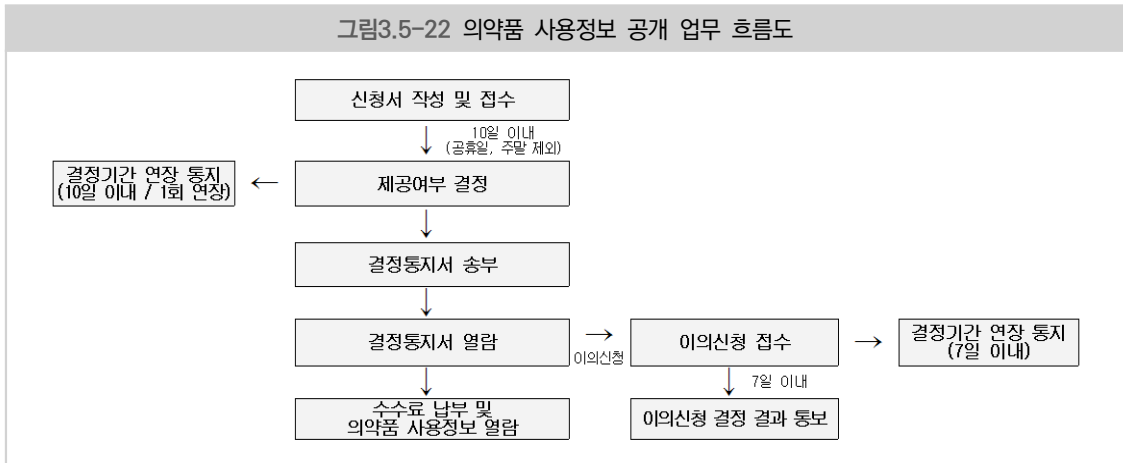 그림3.5-22 의약품 사용정보 공개 업무 흐름도
신청서 작성 및 접수
10일 이내
(공휴일, 주말 제외)
결정기간 연장 통지
(10일 이내 / 1회 연장)
제공여부 결정
결정통지서 송부
결정통지서 열람
이의신청
이의신청 접수
결정기간 연장 통지
(7일 이내)
7일 이내
수수료 납부 및
의약품 사용정보 열람
이의신청 결정 결과 통보